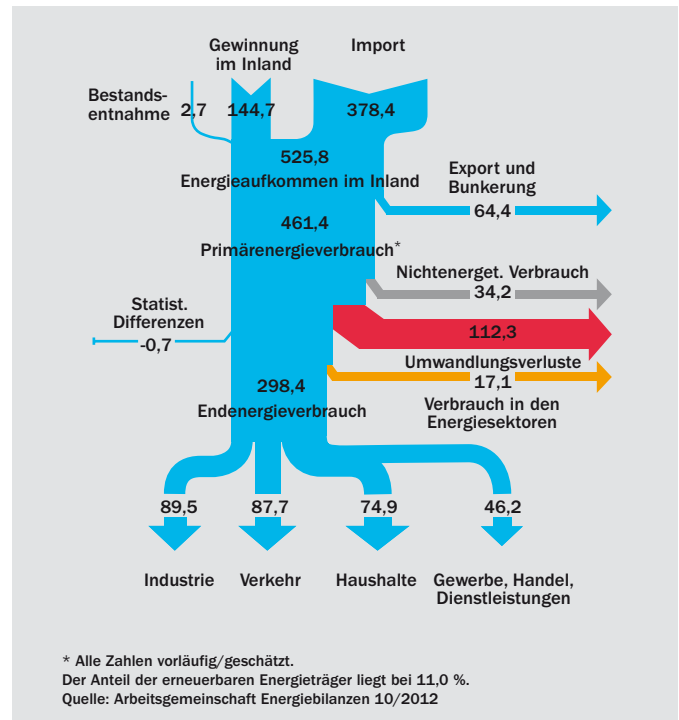 Gewinnung
im Inland
Import
Bestands-
entnahme
2,7
144,7
378,4
525,8
Energieaufkommen im Inland
Export und
Bunkerung
64,4
461,4
Primärenergieverbrauch*
Nichtenerget. Verbrauch
34,2
Statist.
Differenzen
-0,7
112,3
Umwandlungsverluste
17,1
Verbrauch in den
Energiesektoren
298,4
Endenergieverbrauch
89,5
87,7
74,9
46,2
Industrie
Verkehr
Haushalte
Gewerbe, Handel,
Dienstleistungen
* Alle Zahlen vorläufig/geschätzt.
Der Anteil der erneuerbaren Energieträger liegt bei 11,0 %.
Quelle: Arbeitsgemeinschaft Energiebilanzen 10/2012